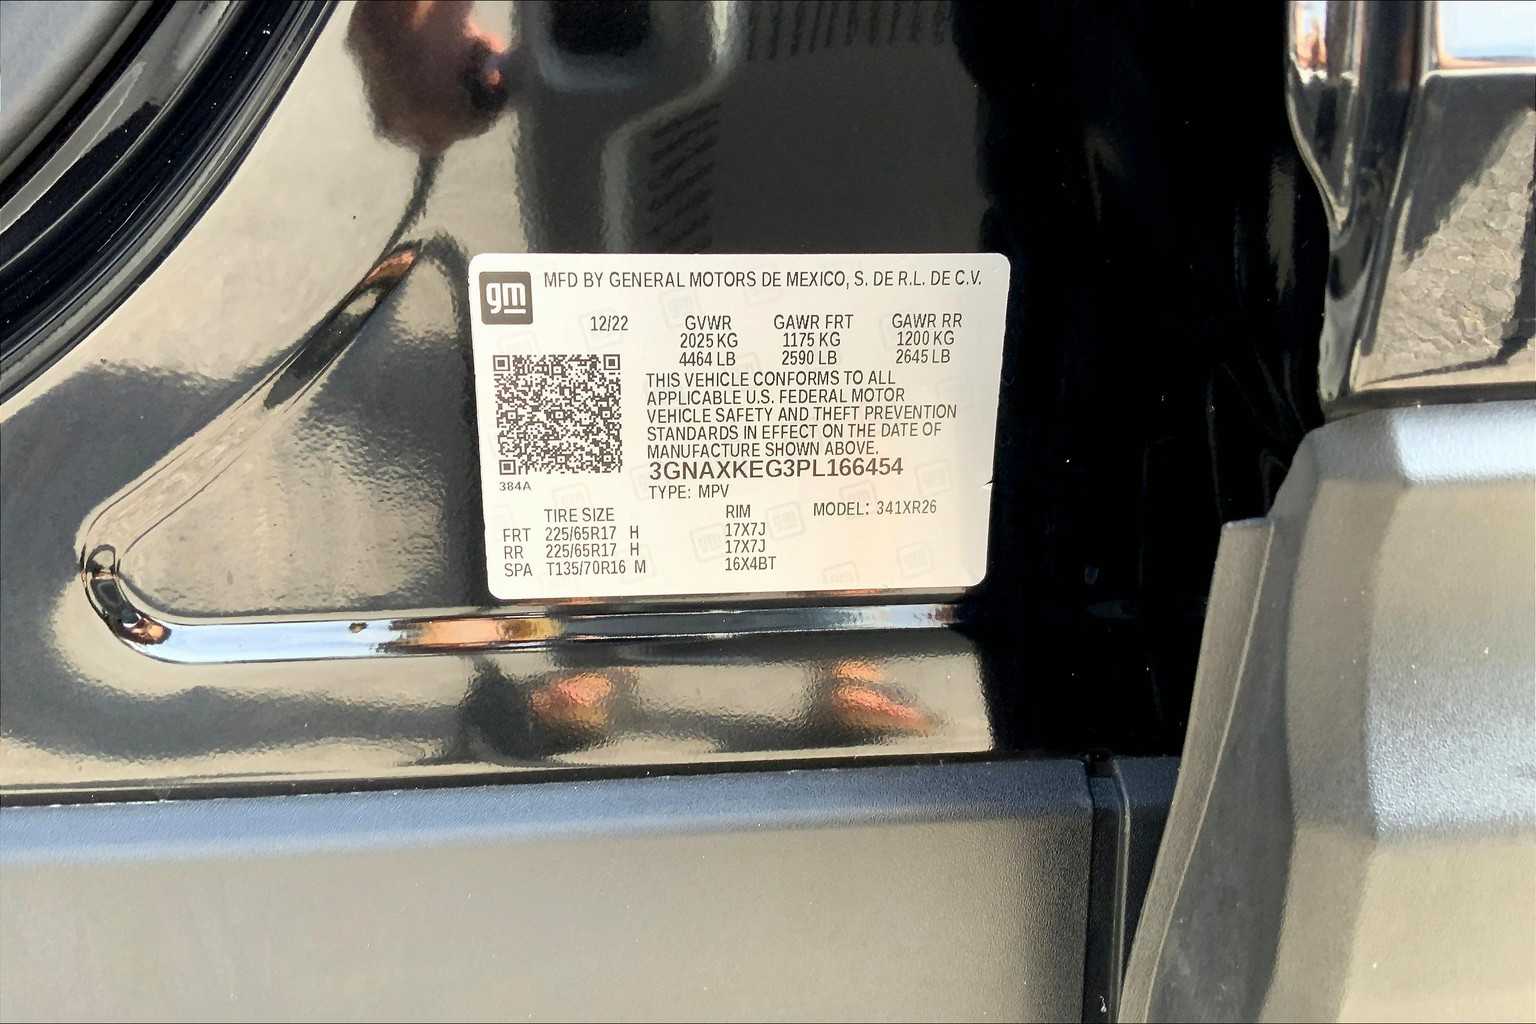 gm
MFD BY GENERAL MOTORS DE MEXICO, S. DE R.L. DE C.V.
12/22 GVWR GAWR FRT GAWR RR
2025 KG 1175 KG 1200 KG
4464 LB 2590 LB 2645 LB
THIS VEHICLE CONFORMS TO ALL
APPLICABLE U.S. FEDERAL MOTOR
VEHICLE SAFETY AND THEFT PREVENTION
STANDARDS IN EFFECT ON THE DATE OF
MANUFACTURE SHOWN ABOVE.
3GNAXKEG3PL166454
384A
TYPE: MPV
TIRE SIZE RIM MODEL: 341XR26
FRT 225/65R17 H 17X7J
RR 225/65R17 H 17X7J
SPA T135/70R16 M 16X4BT